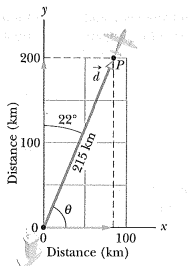 y
200
P
d
22°
215 km
100
Distance (km)
θ
0
0
100
x
Distance (km)